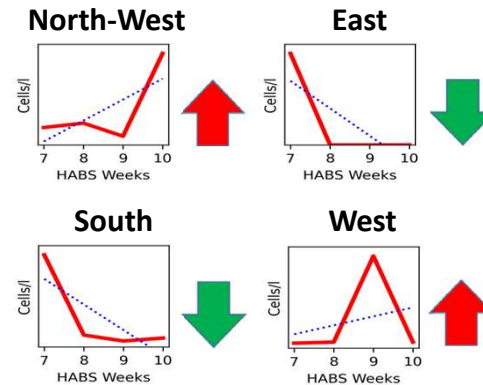 North-West
Cells/l
7 8 9 10
HABS Weeks
East
Cells/l
7 8 9 10
HABS Weeks
South
Cells/l
7 8 9 10
HABS Weeks
West
Cells/l
7 8 9 10
HABS Weeks